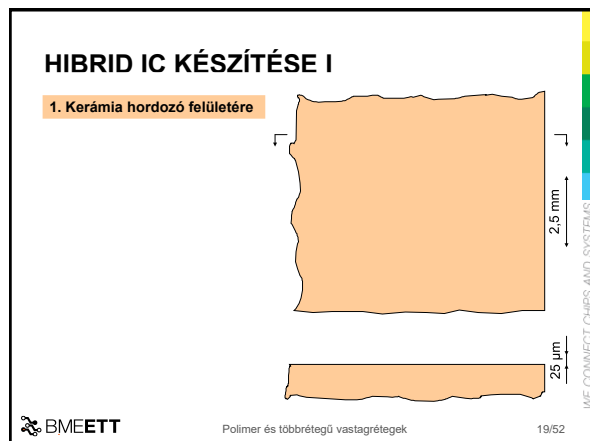 HIBRID IC KÉSZÍTÉSE I
1. Kerámia hordozó felületére
2,5 mm
25 μm
WE CONNECT CHIPS AND SYSTEMS
BMEETT
Polimer és többrétegű vastagrétegek
19/52